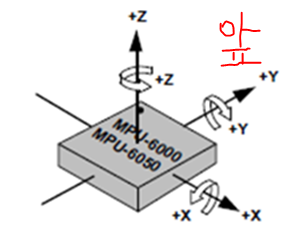 +Z
앞
+Z
+Y
+Y
MPU-6000
MPU-6050
+X
+X